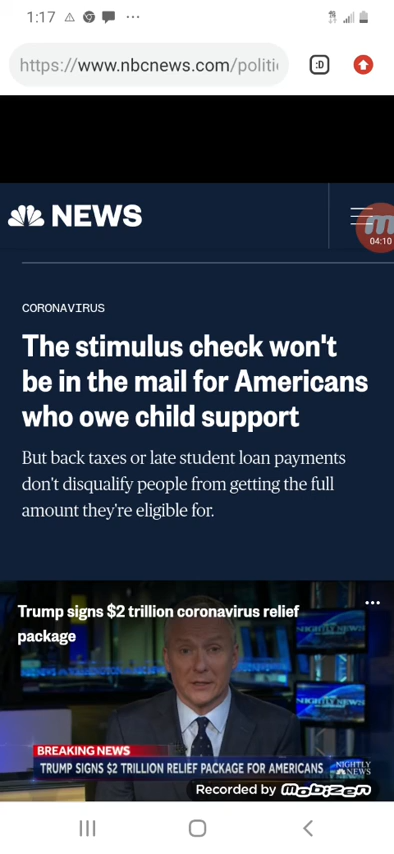 1:17
:D
https://www.nbcnews.com/politi
NEWS
04:10
CORONAVIRUS
The stimulus check won't
be in the mail for Americans
who owe child support
But back taxes or late student loan payments
don't disqualify people from getting the full
amount they're eligible for.
Trump signs $2 trillion coronavirus relief
package
NIGHTLY NEWS
NIGHTLY NEWS
BREAKING NEWS
TRUMP SIGNS $2 TRILLION RELIEF PACKAGE FOR AMERICANS
NIGHTLY
NEWS
Recorded by mobizen